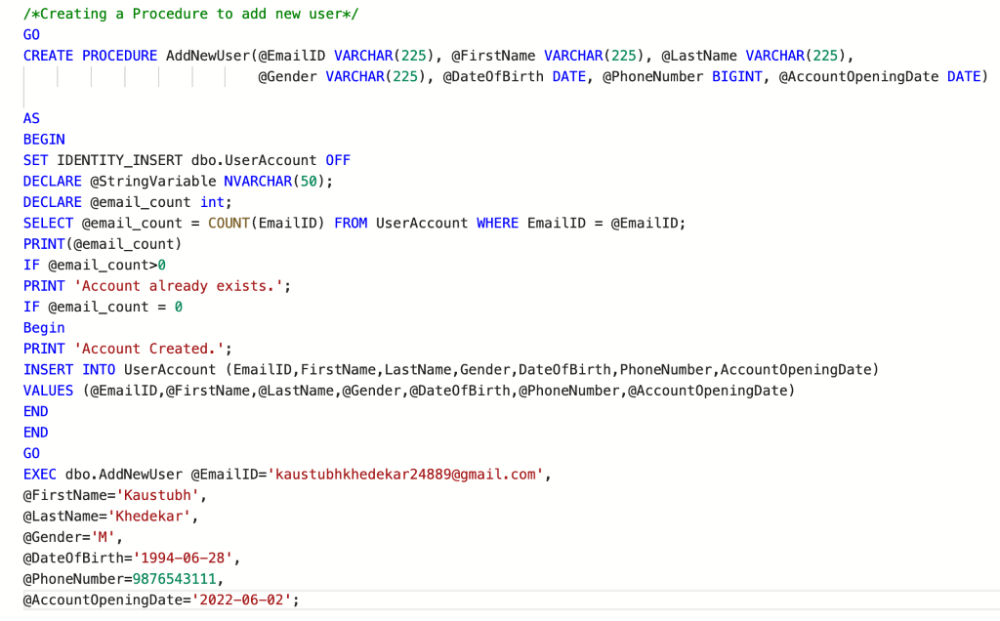 /*Creating a Procedure to add new user*/
GO
CREATE PROCEDURE AddNewUser(@EmailID VARCHAR(225), @FirstName VARCHAR(225), @LastName VARCHAR(225),
@Gender VARCHAR(225), @DateOfBirth DATE, @PhoneNumber BIGINT, @AccountOpeningDate DATE)
AS
BEGIN
SET IDENTITY_INSERT dbo.UserAccount OFF
DECLARE @StringVariable NVARCHAR(50);
DECLARE @email_count int;
SELECT @email_count = COUNT(EmailID) FROM UserAccount WHERE EmailID = @EmailID;
PRINT(@email_count)
IF @email_count>0
PRINT 'Account already exists.';
IF @email_count = 0
Begin
PRINT 'Account Created.';
INSERT INTO UserAccount (EmailID,FirstName,LastName,Gender,DateOfBirth,PhoneNumber,AccountOpeningDate)
VALUES (@EmailID,@FirstName,@LastName,@Gender,@DateOfBirth,@PhoneNumber,@AccountOpeningDate)
END
END
GO
EXEC dbo.AddNewUser @EmailID='kaustubhkhedekar24889@gmail.com',
@FirstName='Kaustubh',
@LastName='Khedekar',
@Gender='M',
@DateOfBirth='1994-06-28',
@PhoneNumber=9876543111,
@AccountOpeningDate='2022-06-02';